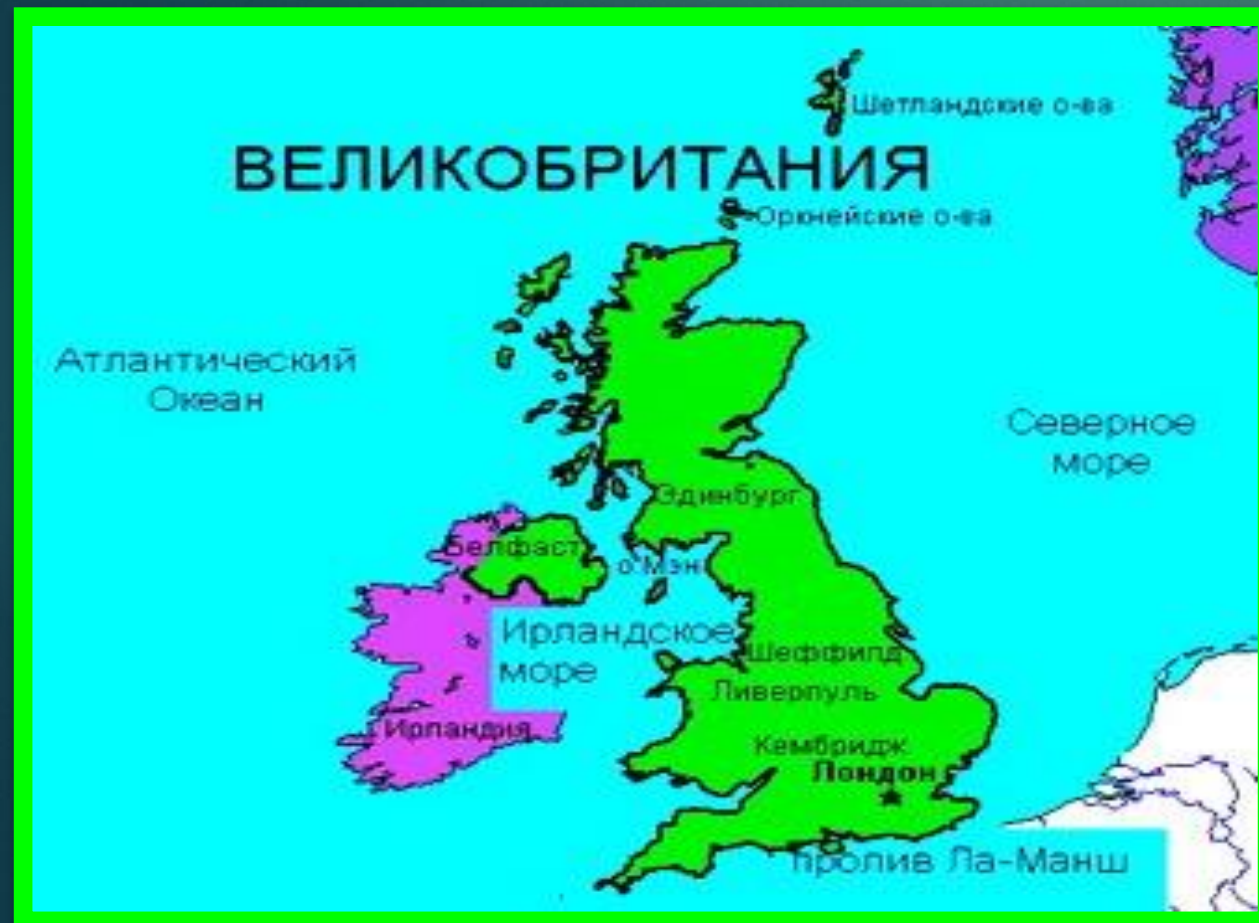 Шетландские о-ва
ВЕЛИКОБРИТАНИЯ
Оркнейские о-ва
Атлантический
Океан
Северное
море
Эдинбург
Белфаст
о.Мэн
Ирландское
море
Шеффилд
Ливерпуль
Ирландия
Кембридж
Лондон
пролив Ла-Манш